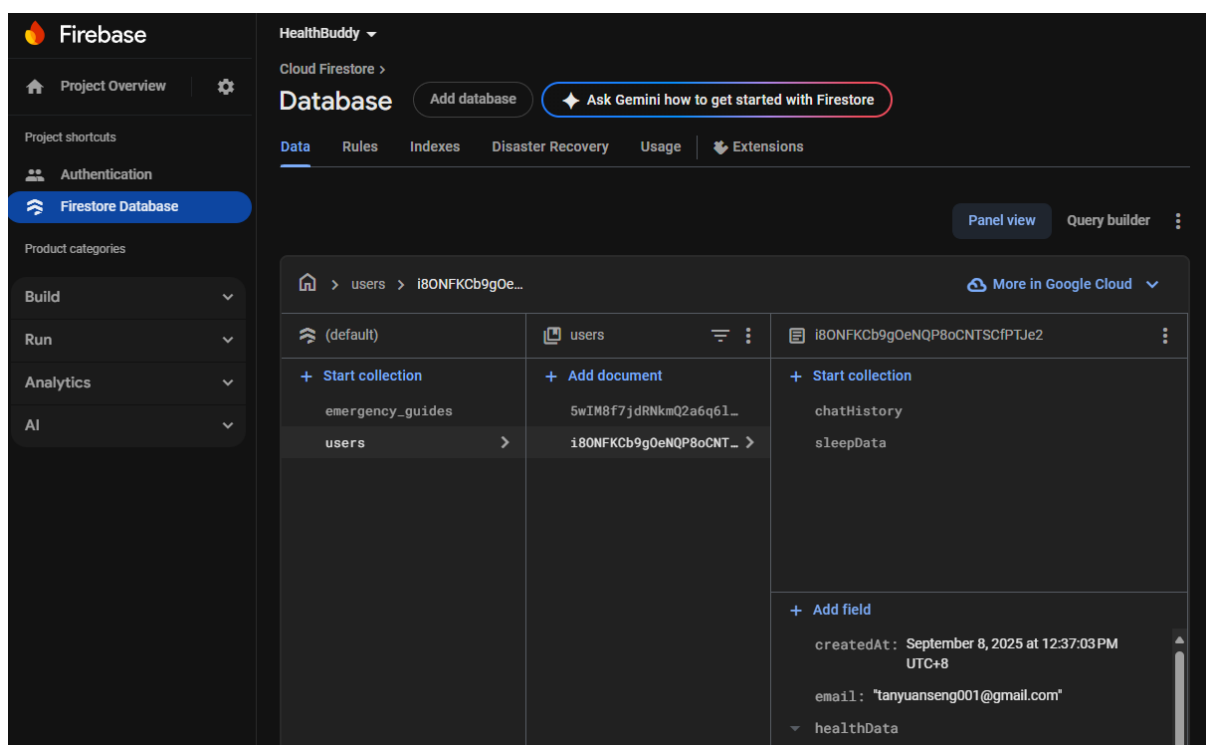 Firebase
Project Overview
Project shortcuts
Authentication
Firestore Database
Product categories
Build
Run
Analytics
AI
HealthBuddy
Cloud Firestore >
Database
Add database
Ask Gemini how to get started with Firestore
Data Rules Indexes Disaster Recovery Usage Extensions
Panel view Query builder
> users > i8ONFKCb9gOe...
More in Google Cloud
(default)
+ Start collection
emergency_guides
users
users
+ Add document
5wIM8f7jdRNkmQ2a6q6l…
i8ONFKCb9gOeNQP8oCNT…
i8ONFKCb9gOeNQP8oCNTSCfPTJe2
+ Start collection
chatHistory
sleepData
+ Add field
createdAt: September 8, 2025 at 12:37:03 PM
UTC+8
email: "tanyuanseng001@gmail.com"
healthData